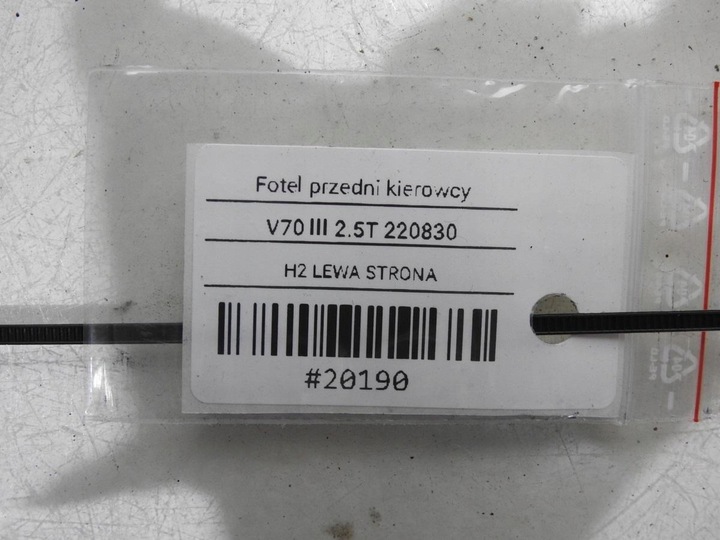 Fotel przedni kierowcy
V70 III 2.5T 220830
H2 LEWA STRONA
#20190